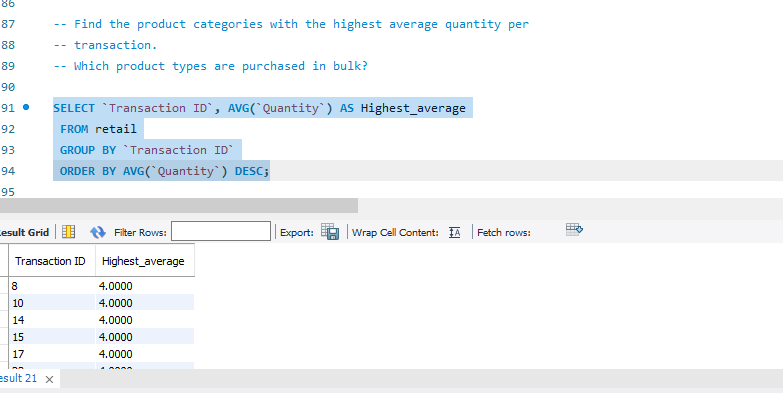 86
87 -- Find the product categories with the highest average quantity per
88 -- transaction.
89 -- Which product types are purchased in bulk?
90
91 SELECT `Transaction ID`, AVG(`Quantity`) AS Highest_average
92 FROM retail
93 GROUP BY `Transaction ID`
94 ORDER BY AVG(`Quantity`) DESC;
95
esult Grid Filter Rows: Export: Wrap Cell Content: Fetch rows:
Transaction ID Highest_average
8 4.0000
10 4.0000
14 4.0000
15 4.0000
17 4.0000
esult 21 ×